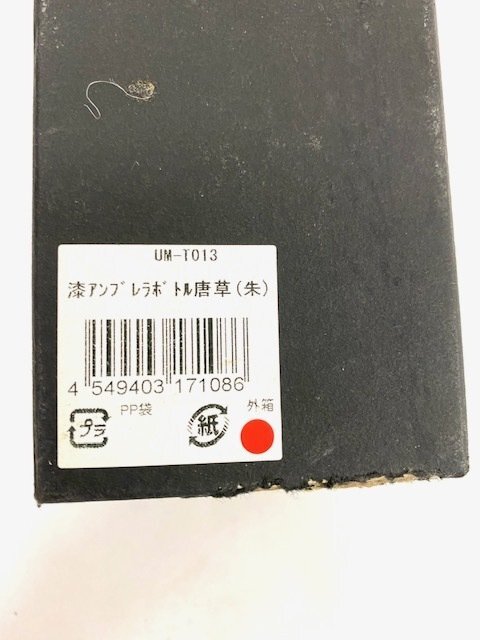 UM-T013
漆ｱﾝﾌﾞﾚﾗﾎﾞﾄﾙ唐草(朱)
4 549403 171086
PP袋 外箱
プラ 紙